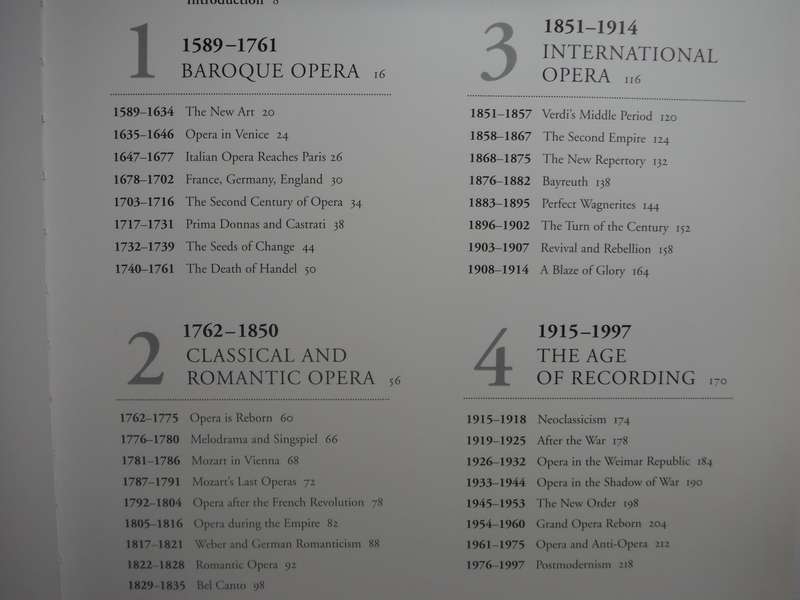 Introduction 8
1
1589–1761
BAROQUE OPERA 16
1589–1634 The New Art 20
1635–1646 Opera in Venice 24
1647–1677 Italian Opera Reaches Paris 26
1678–1702 France, Germany, England 30
1703–1716 The Second Century of Opera 34
1717–1731 Prima Donnas and Castrati 38
1732–1739 The Seeds of Change 44
1740–1761 The Death of Handel 50
2
1762–1850
CLASSICAL AND
ROMANTIC OPERA 56
1762–1775 Opera is Reborn 60
1776–1780 Melodrama and Singspiel 66
1781–1786 Mozart in Vienna 68
1787–1791 Mozart's Last Operas 72
1792–1804 Opera after the French Revolution 78
1805–1816 Opera during the Empire 82
1817–1821 Weber and German Romanticism 88
1822–1828 Romantic Opera 92
1829–1835 Bel Canto 98
3
1851–1914
INTERNATIONAL
OPERA 116
1851–1857 Verdi's Middle Period 120
1858–1867 The Second Empire 124
1868–1875 The New Repertory 132
1876–1882 Bayreuth 138
1883–1895 Perfect Wagnerites 144
1896–1902 The Turn of the Century 152
1903–1907 Revival and Rebellion 158
1908–1914 A Blaze of Glory 164
4
1915–1997
THE AGE
OF RECORDING 170
1915–1918 Neoclassicism 174
1919–1925 After the War 178
1926–1932 Opera in the Weimar Republic 184
1933–1944 Opera in the Shadow of War 190
1945–1953 The New Order 198
1954–1960 Grand Opera Reborn 204
1961–1975 Opera and Anti-Opera 212
1976–1997 Postmodernism 218